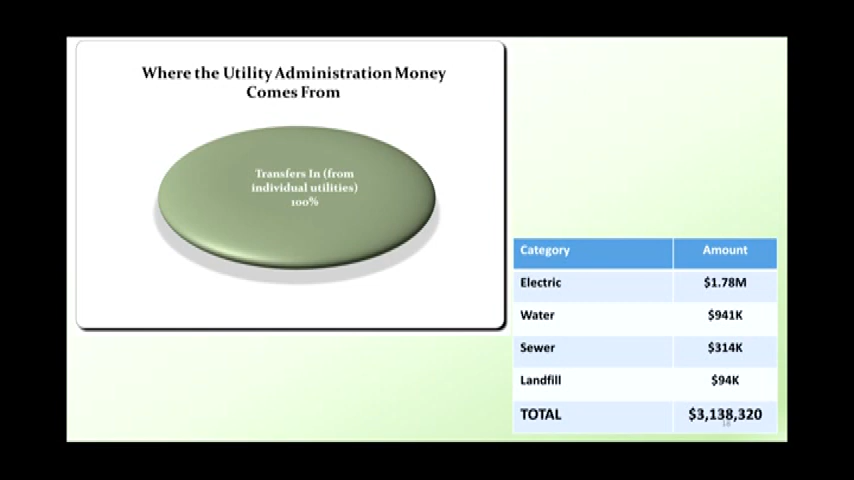 Where the Utility Administration Money
Comes From
Transfers In (from
individual utilities)
100%
Category Amount
Electric $1.78M
Water $941K
Sewer $314K
Landfill $94K
TOTAL $3,138,320